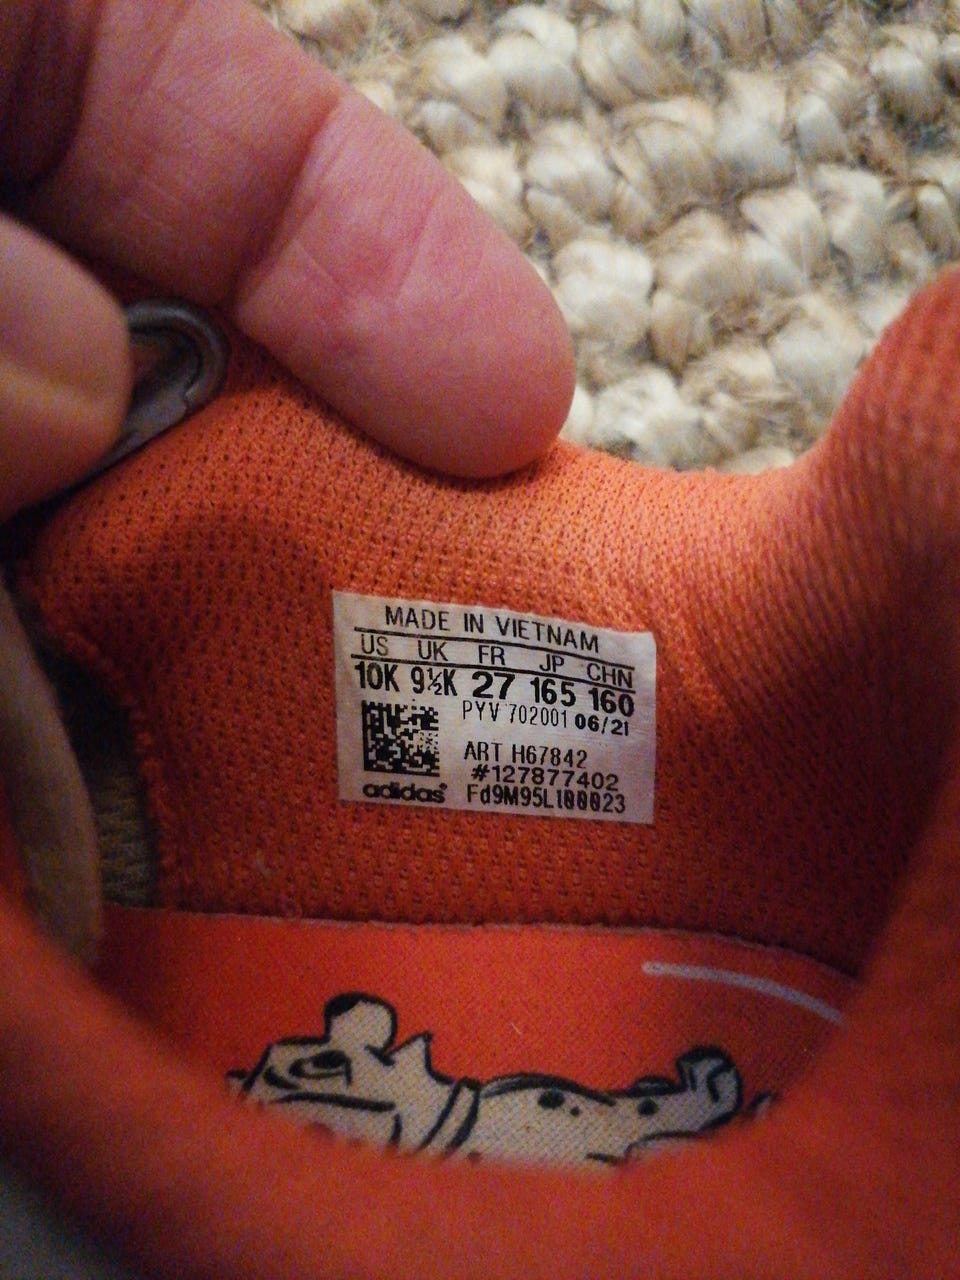 MADE IN VIETNAM
US UK FR JP CHN
10K 9½K 27 165 160
PYV 702001 06/21
ART H67842
#127877402
adidas® Fd9M95L100023